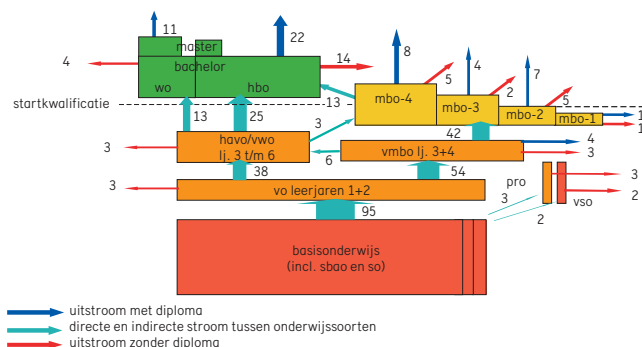 11
22
4
master
14
8
4
7
bachelor
5
2
5
wo
hbo
mbo-4
mbo-3
mbo-2
mbo-1
1
1
startkwalificatie
13
13
25
3
42
4
3
havo/vwo
lj. 3 t/m 6
3
6
vmbo lj. 3+4
38
54
3
vo leerjaren 1+2
pro
3
3
2
vso
2
95
basisonderwijs
(incl. sbao en so)
uitstroom met diploma
directe en indirecte stroom tussen onderwijssoorten
uitstroom zonder diploma